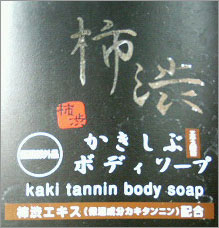 柿渋
柿渋
かきしぶ
ボディソープ
kaki tannin body soap
柿渋エキス(保湿成分カキタンニン)配合